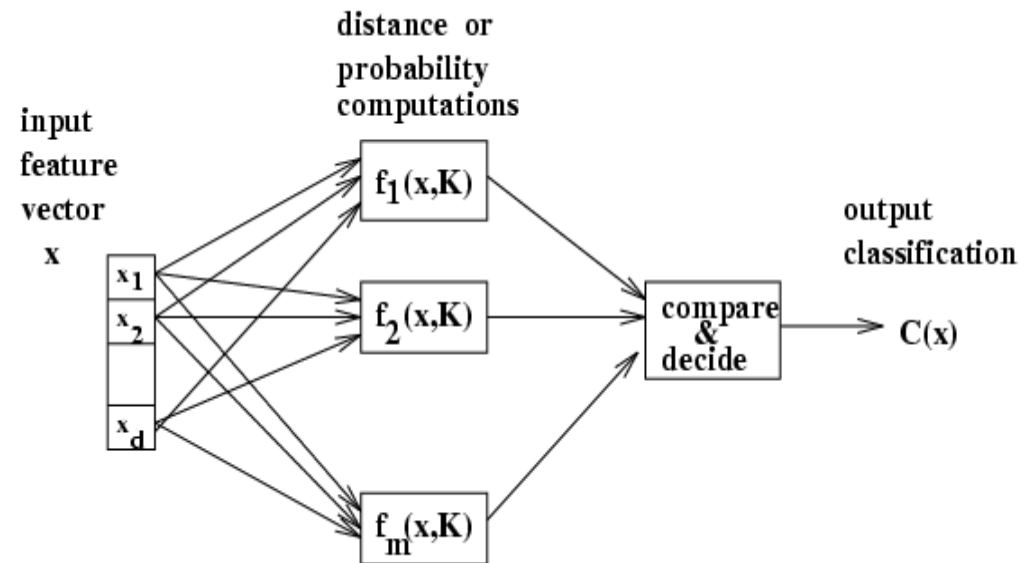 distance or
probability
computations
input
feature
vector
x
x1
x2
xd
f1(x,K)
f2(x,K)
fm(x,K)
compare
&
decide
output
classification
C(x)